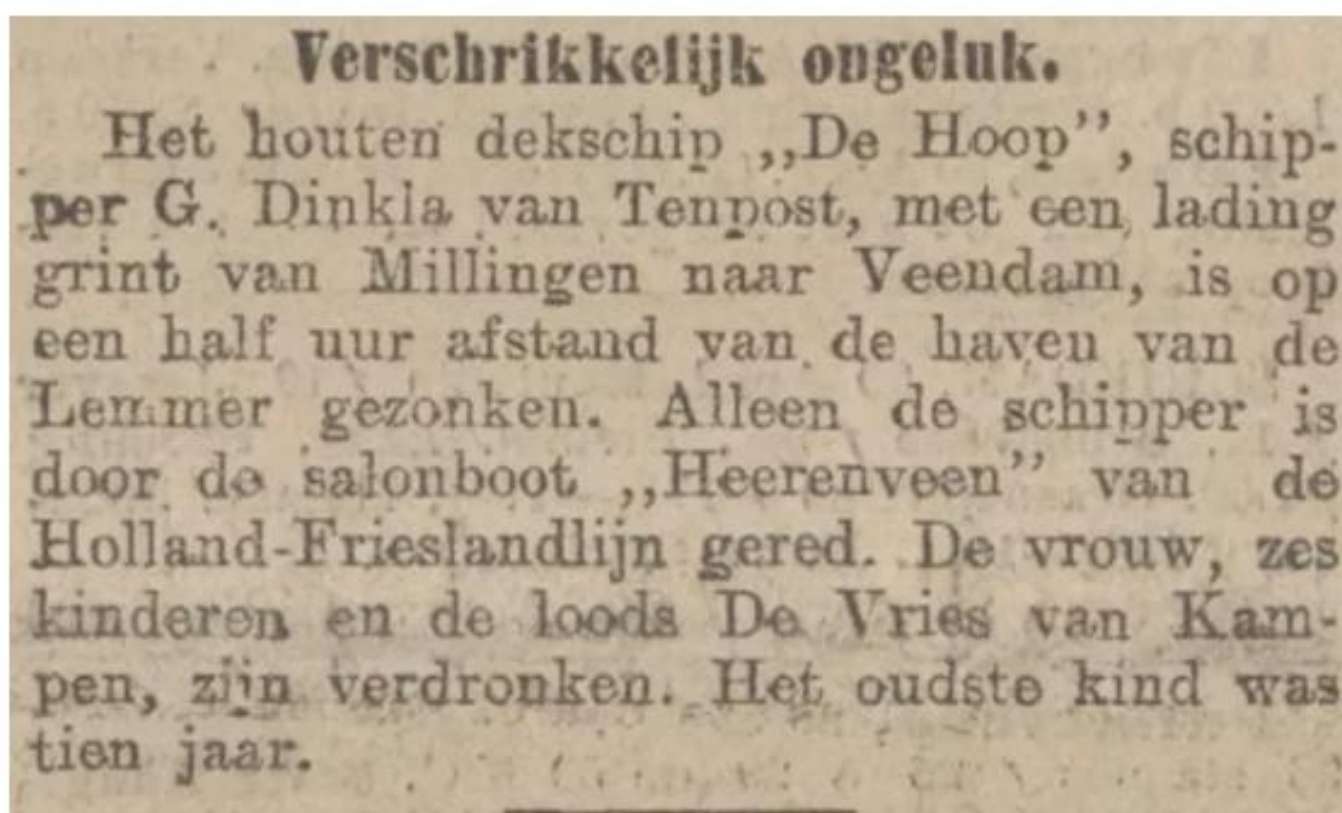 Verschrikkelijk ongeluk.
Het houten dekschip „De Hoop”, schip-
per G. Dinkla van Tenpost, met een lading
grint van Millingen naar Veendam, is op
een half uur afstand van de haven van de
Lemmer gezonken. Alleen de schipper is
door de salonboot „Heerenveen” van de
Holland-Frieslandlijn gered. De vrouw, zes
kinderen en de loods De Vries van Kam-
pen, zijn verdronken. Het oudste kind was
tien jaar.